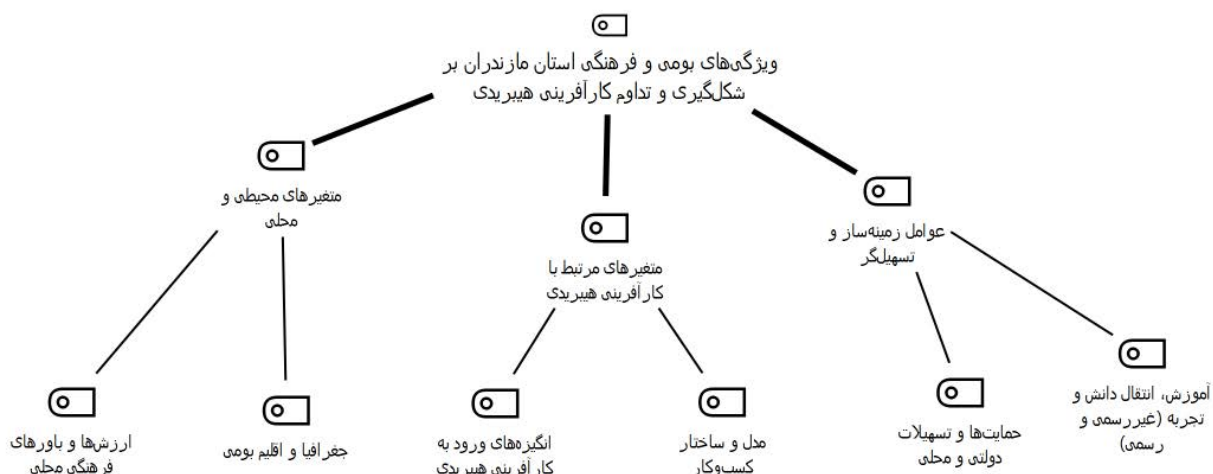 ویژگی‌های بومی و فرهنگی استان مازندران بر
شکل‌گیری و تداوم کارآفرینی هیبریدی
متغیرهای محیطی و
محلی
متغیرهای مرتبط با
کارآفرینی هیبریدی
عوامل زمینه‌ساز و
تسهیل‌گر
ارزش‌ها و باورهای
فرهنگی محلی
جغرافیا و اقلیم بومی
انگیزه‌های ورود به
کارآفرینی هیبریدی
مدل و ساختار
کسب‌وکار
حمایت‌ها و تسهیلات
دولتی و محلی
آموزش، انتقال دانش و
تجربه (غیررسمی و
رسمی)